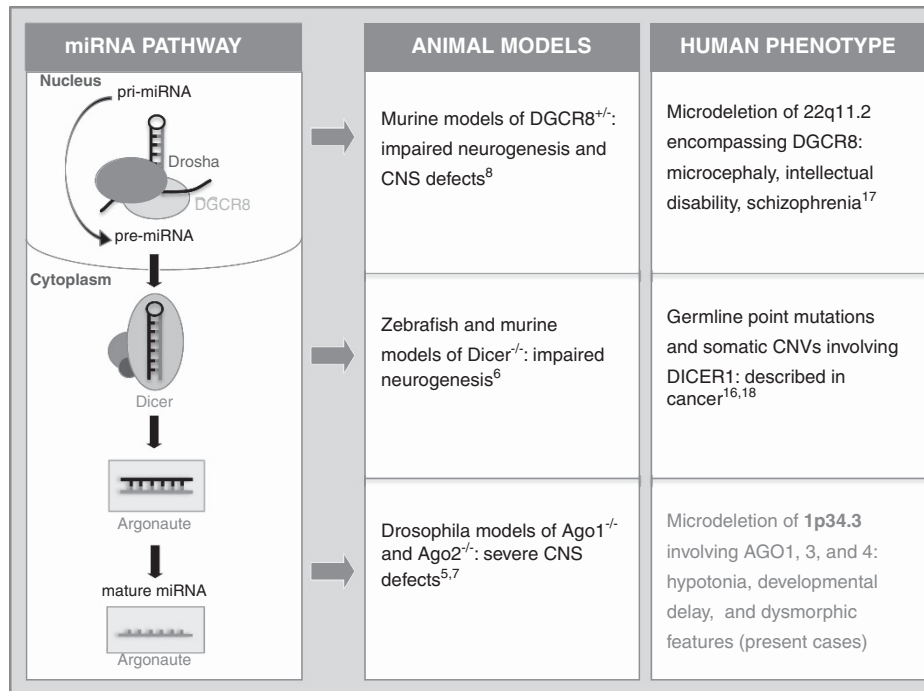 miRNA PATHWAY
Nucleus
pri-miRNA
Drosha
DGCR8
pre-miRNA
Cytoplasm
Dicer
Argonaute
mature miRNA
Argonaute
ANIMAL MODELS
Murine models of DGCR8+/-:
impaired neurogenesis and
CNS defects8
Zebrafish and murine
models of Dicer-/-: impaired
neurogenesis6
Drosophila models of Ago1-/-
and Ago2-/-: severe CNS
defects5,7
HUMAN PHENOTYPE
Microdeletion of 22q11.2
encompassing DGCR8:
microcephaly, intellectual
disability, schizophrenia17
Germline point mutations
and somatic CNVs involving
DICER1: described in
cancer16,18
Microdeletion of 1p34.3
involving AGO1, 3, and 4:
hypotonia, developmental
delay, and dysmorphic
features (present cases)